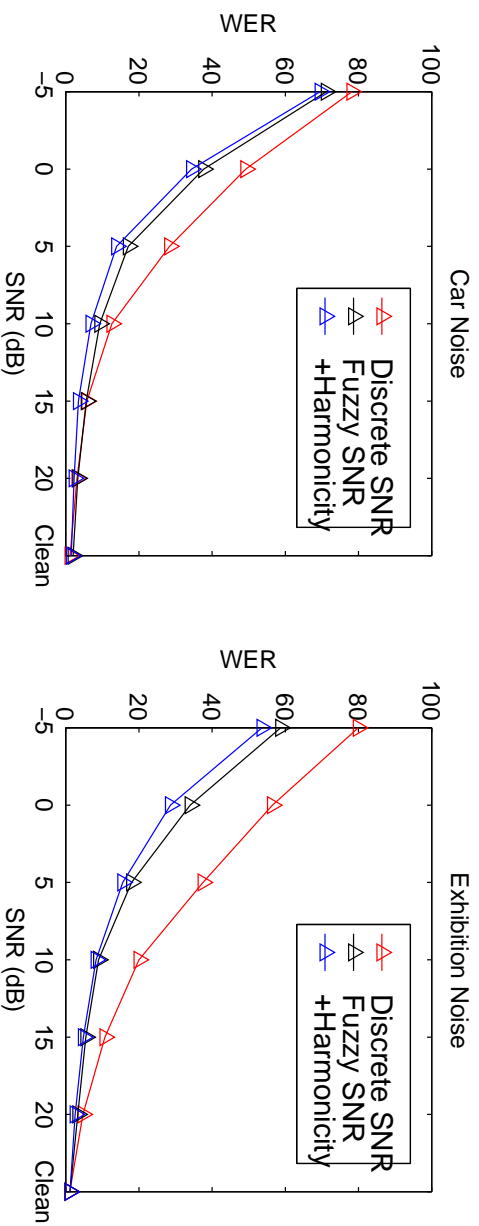 Car Noise
100
80
60
40
20
0
WER
-5 0 5 10 15 20 Clean
SNR (dB)
Discrete SNR
Fuzzy SNR
+Harmonicity
Exhibition Noise
100
80
60
40
20
0
WER
-5 0 5 10 15 20 Clean
SNR (dB)
Discrete SNR
Fuzzy SNR
+Harmonicity